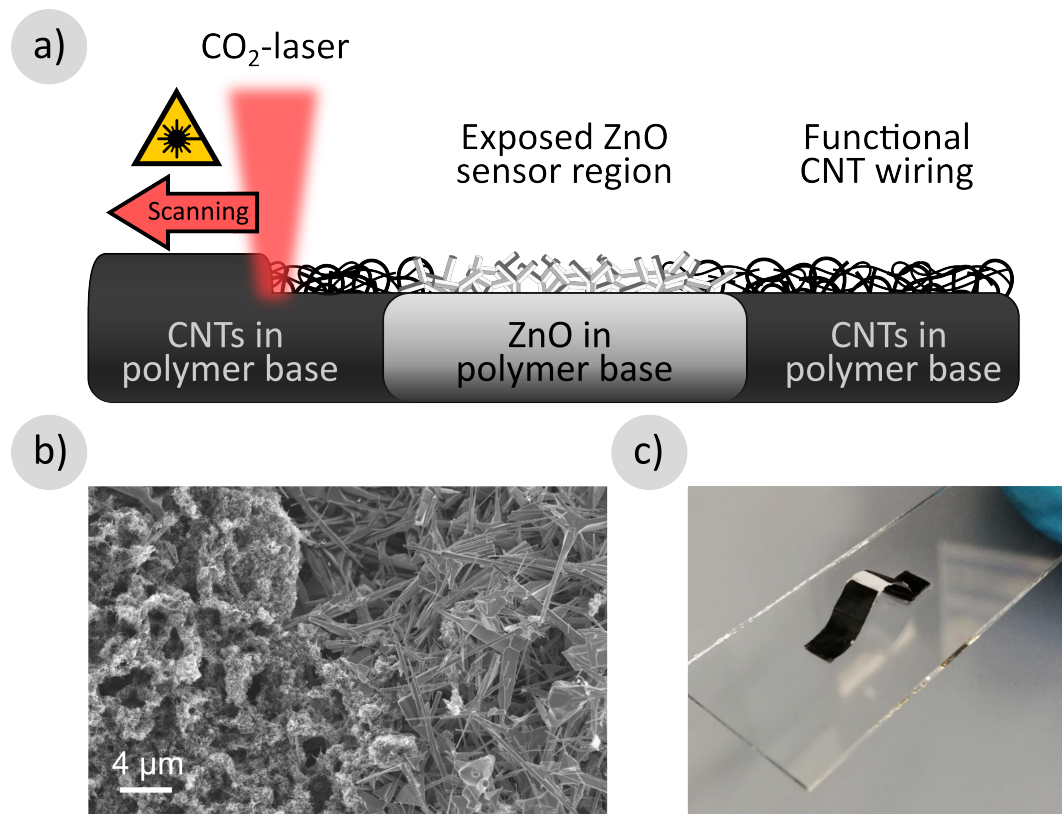 a)
CO₂-laser
Scanning
Exposed ZnO
sensor region
Functional
CNT wiring
CNTs in
polymer base
ZnO in
polymer base
CNTs in
polymer base
b)
4 μm
c)